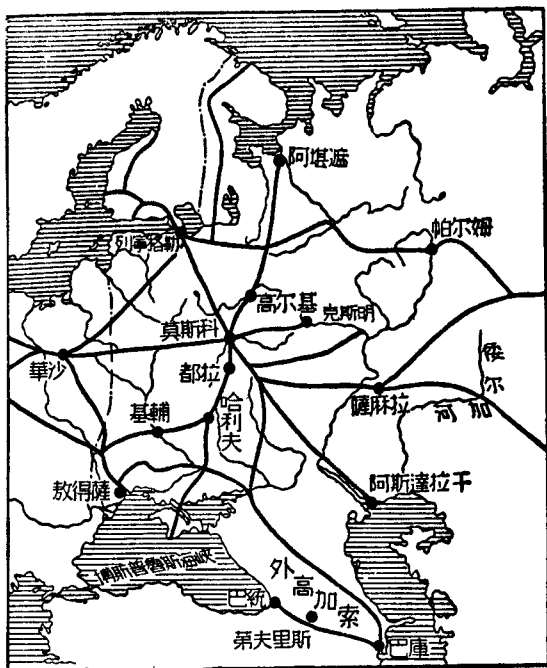 阿堪遮
帕尔姆
列寧格勒
高尔基
克斯明
莫斯科
華沙
都拉
薩麻拉
倭尔
加河
基輔
哈利夫
敖得薩
阿斯達拉干
博斯普魯斯海峽
外高加索
巴統
第夫里斯
巴庫